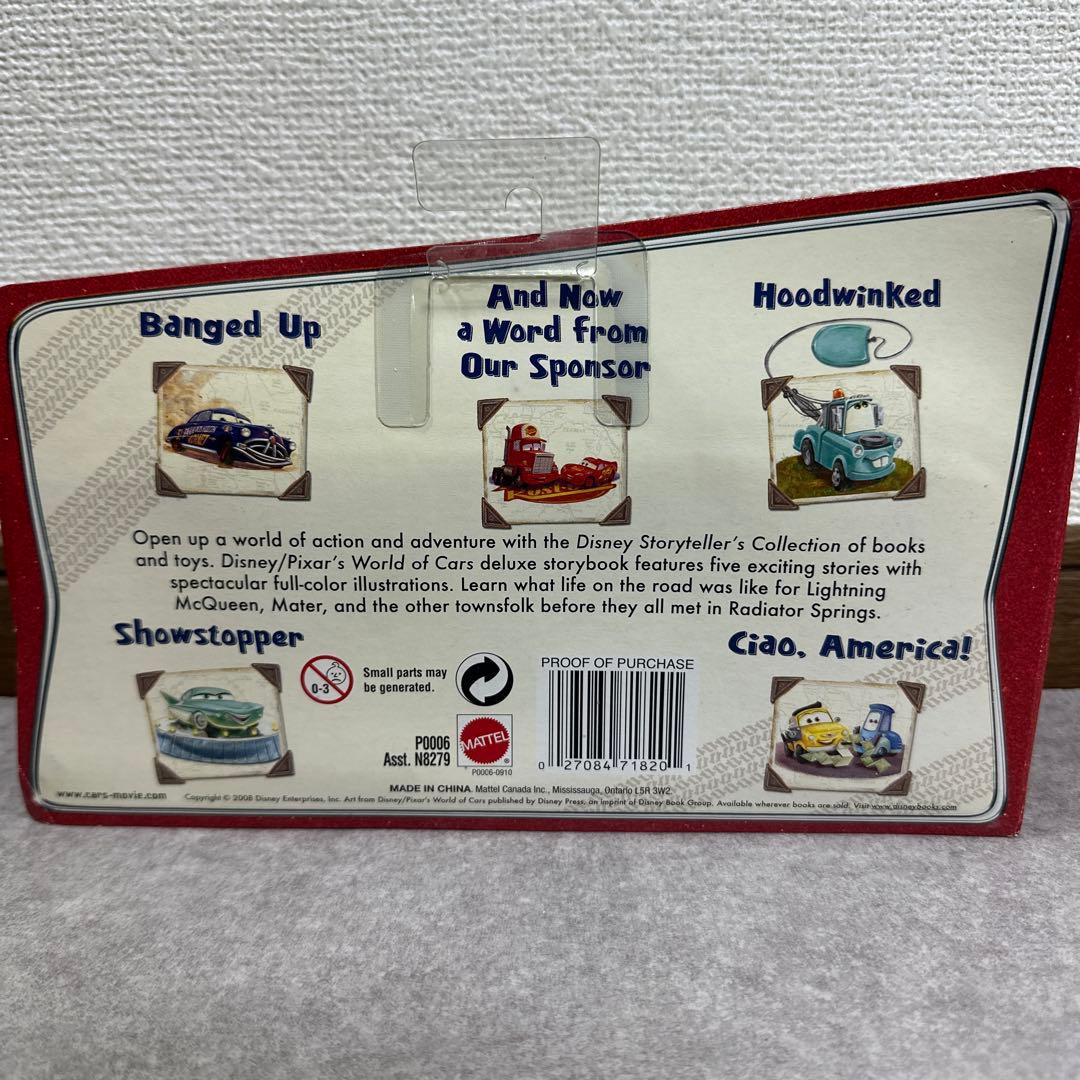 Banged Up
And Now
a Word from
Our Sponsor
Hoodwinked
Open up a world of action and adventure with the Disney Storyteller's Collection of books
and toys. Disney/Pixar's World of Cars deluxe storybook features five exciting stories with
spectacular full-color illustrations. Learn what life on the road was like for Lightning
McQueen, Mater, and the other townsfolk before they all met in Radiator Springs.
Showstopper
Ciao, America!
0-3
Small parts may
be generated.
P0006
Asst. N8279
MATTEL
®
P0006-0910
PROOF OF PURCHASE
0 27084 71820 1
MADE IN CHINA. Mattel Canada Inc., Mississauga, Ontario L5R 3W2.
www.cars-movie.com
Copyright © 2008 Disney Enterprises, Inc. Art from Disney/Pixar's World of Cars published by Disney Press, an imprint of Disney Book Group. Available wherever books are sold. Visit www.disneybooks.com